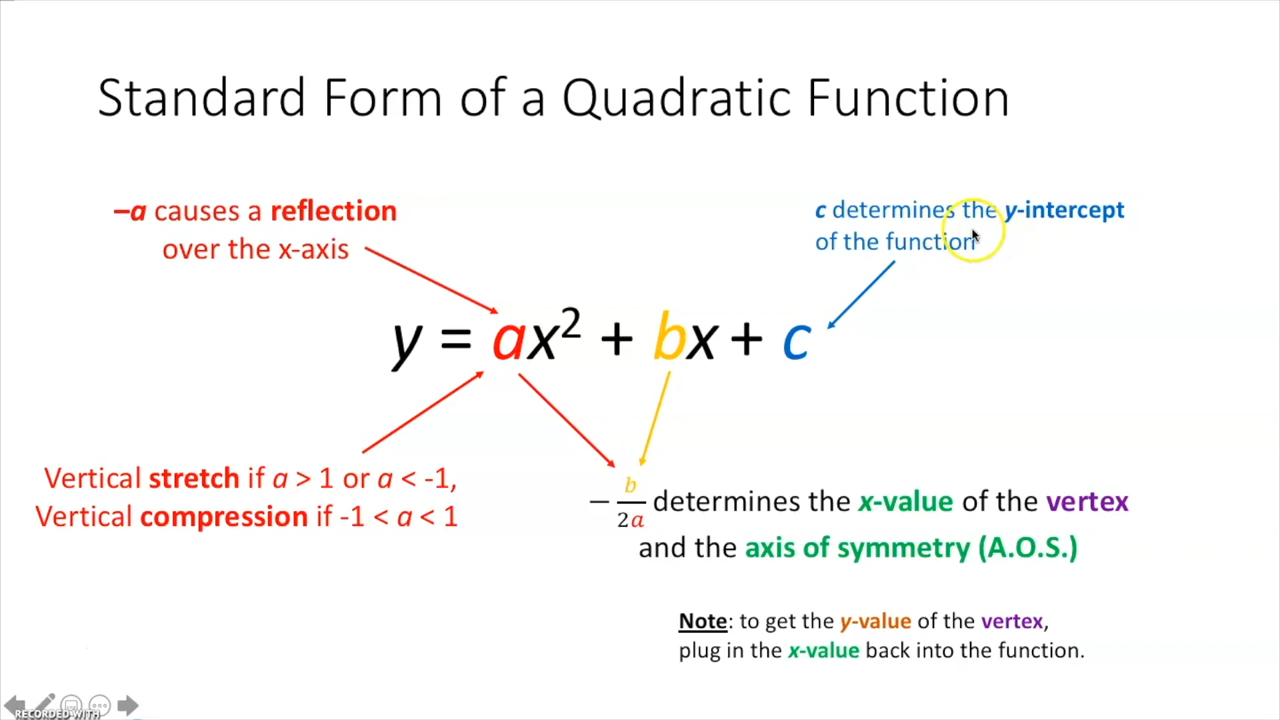 Standard Form of a Quadratic Function
–a causes a reflection
over the x-axis
c determines the y-intercept
of the function
y = ax² + bx + c
Vertical stretch if a > 1 or a < -1,
Vertical compression if -1 < a < 1
− b/2a determines the x-value of the vertex
and the axis of symmetry (A.O.S.)
Note: to get the y-value of the vertex,
plug in the x-value back into the function.
RECORDED WITH